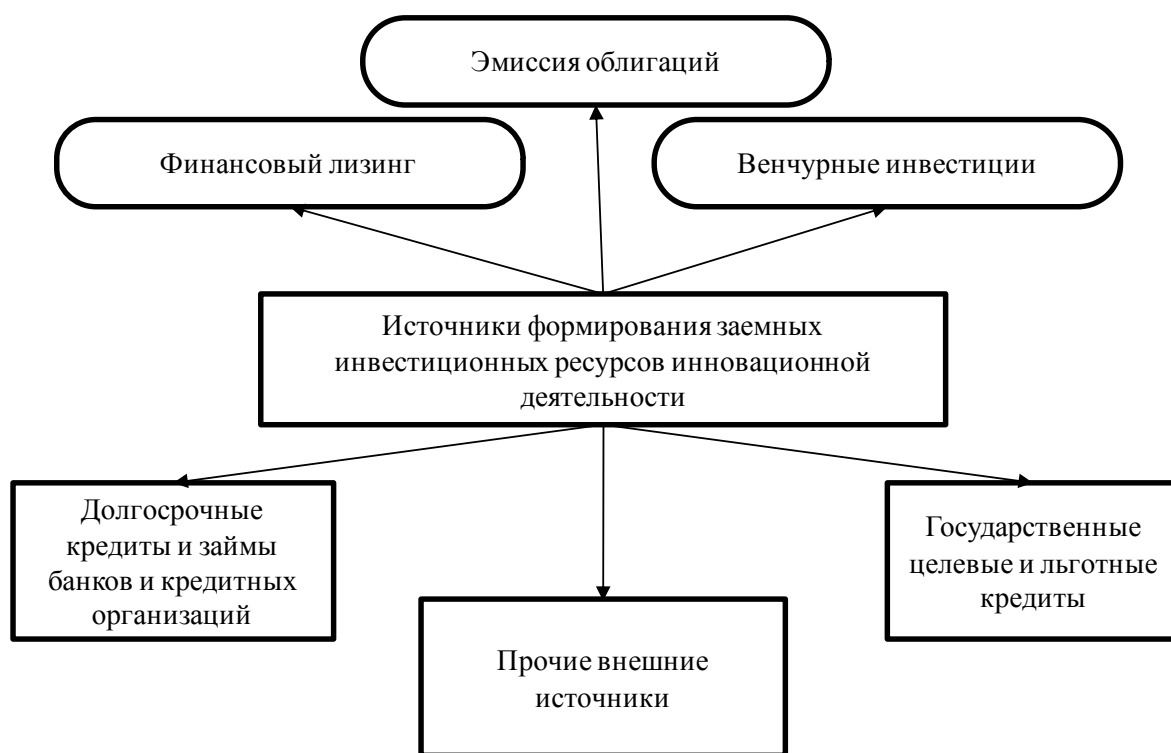 Эмиссия облигаций
Финансовый лизинг
Венчурные инвестиции
Источники формирования заемных
инвестиционных ресурсов инновационной
деятельности
Долгосрочные
кредиты и займы
банков и кредитных
организаций
Государственные
целевые и льготные
кредиты
Прочие внешние
источники